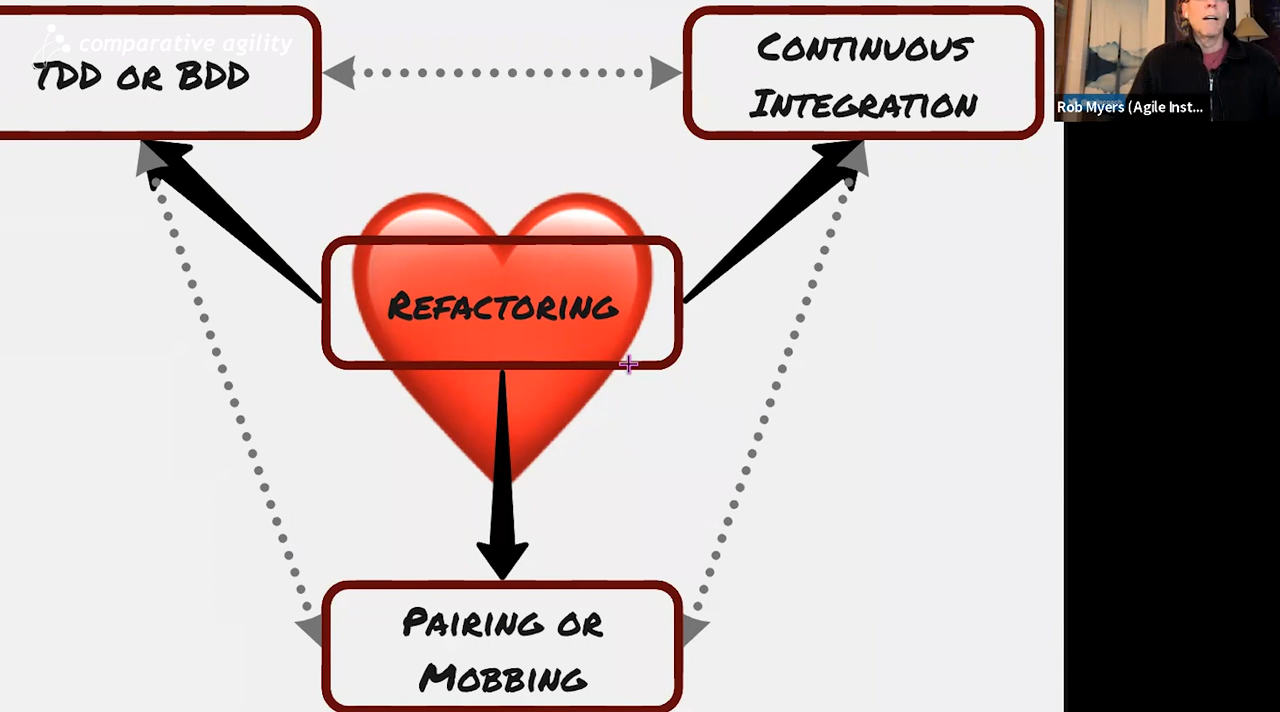 comparative agility
TDD or BDD
Continuous
Integration
Rob Myers (Agile Inst...
Refactoring
Pairing or
Mobbing